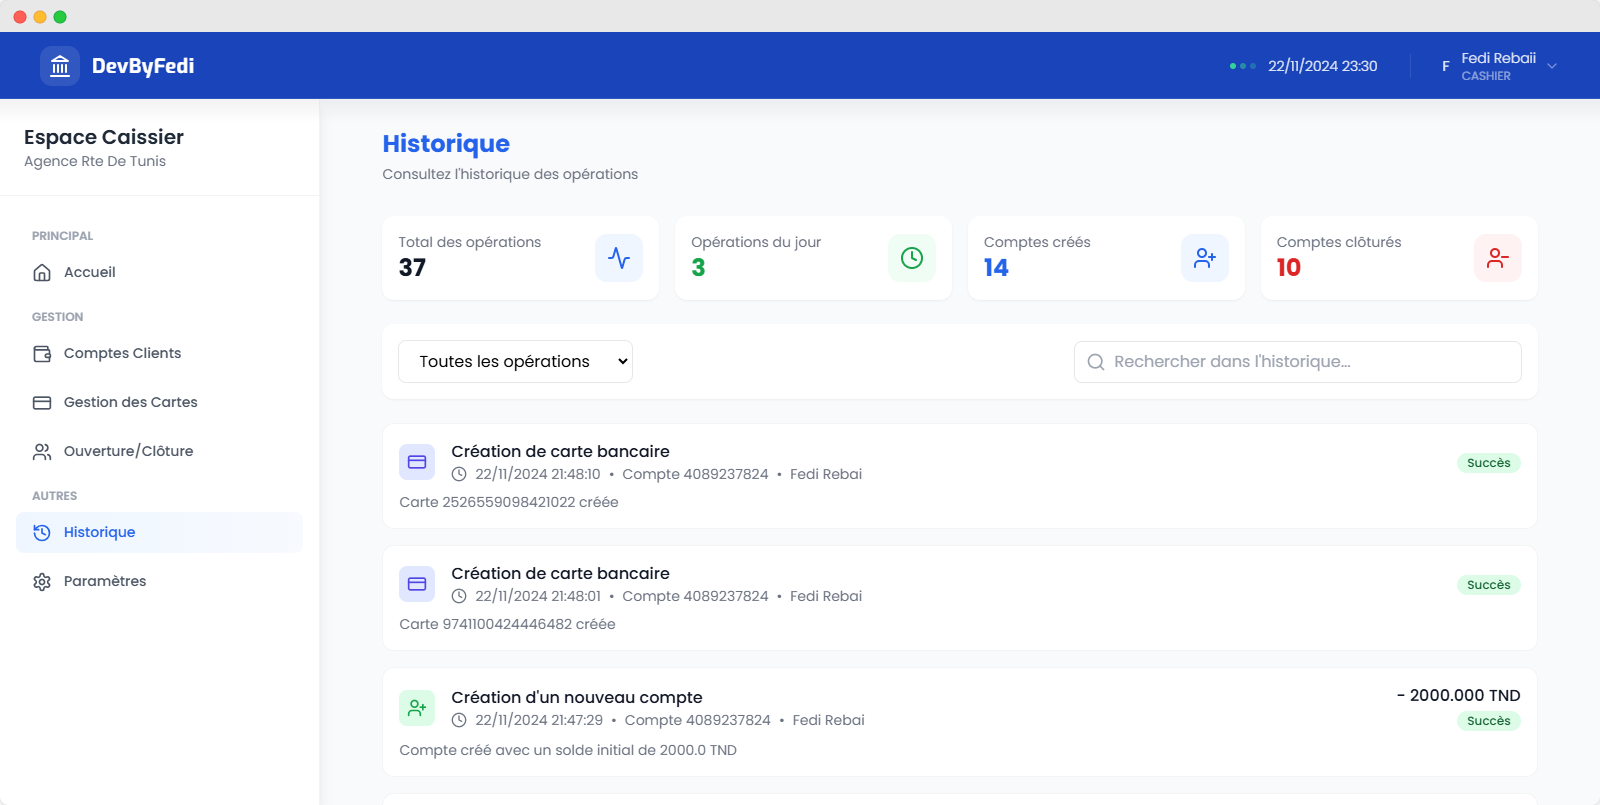 DevByFedi
22/11/2024 23:30
F
Fedi Rebaii
CASHIER
Espace Caissier
Agence Rte De Tunis
PRINCIPAL
Accueil
GESTION
Comptes Clients
Gestion des Cartes
Ouverture/Clôture
AUTRES
Historique
Paramètres
Historique
Consultez l'historique des opérations
Total des opérations
37
Opérations du jour
3
Comptes créés
14
Comptes clôturés
10
Toutes les opérations
Rechercher dans l'historique...
Création de carte bancaire
22/11/2024 21:48:10 • Compte 4089237824 • Fedi Rebai
Succès
Carte 2526559098421022 créée
Création de carte bancaire
22/11/2024 21:48:01 • Compte 4089237824 • Fedi Rebai
Succès
Carte 9741100424446482 créée
Création d'un nouveau compte
- 2000.000 TND
22/11/2024 21:47:29 • Compte 4089237824 • Fedi Rebai
Succès
Compte créé avec un solde initial de 2000.0 TND